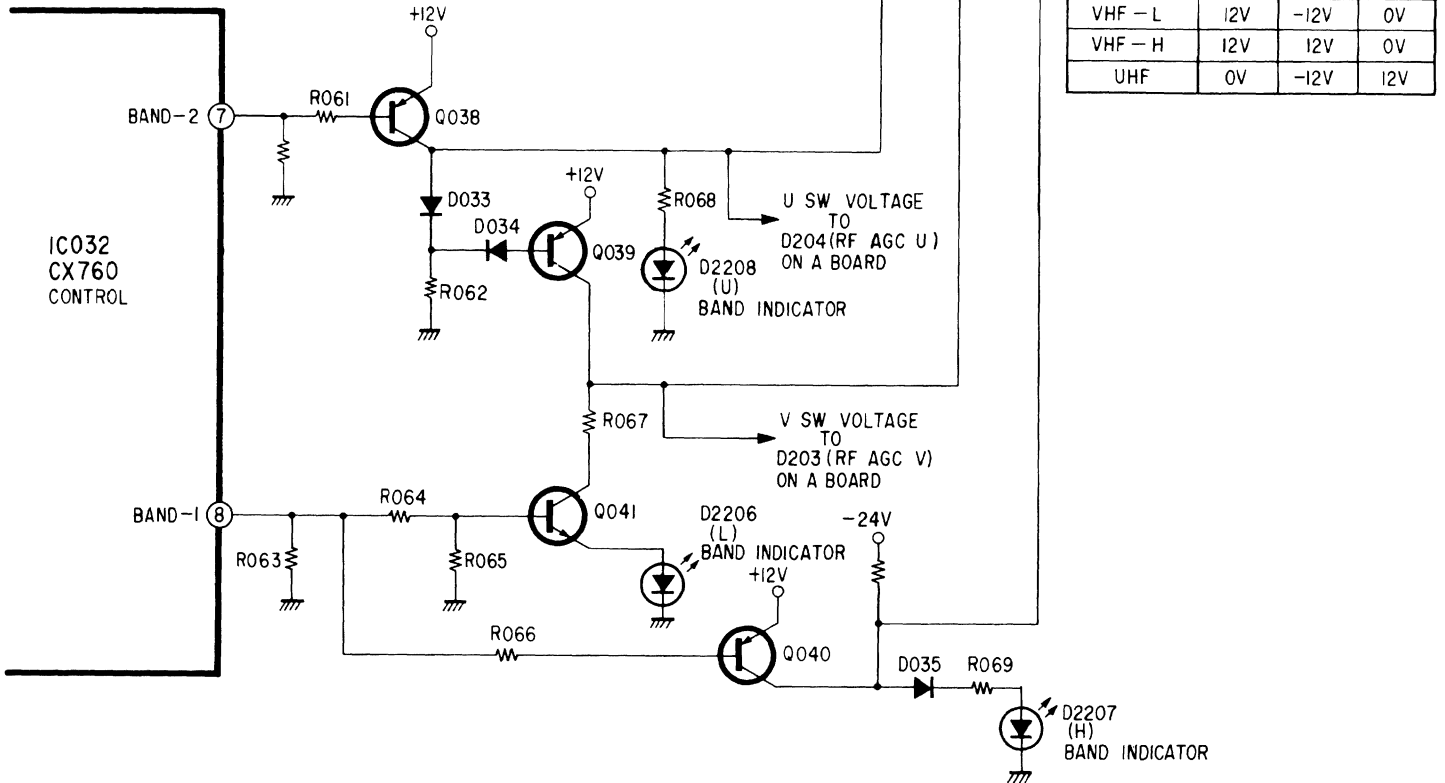 +12V
VHF-L 12V -12V 0V
VHF-H 12V 12V 0V
UHF 0V -12V 12V
BAND-2 7
R061
Q038
+12V
D033
D034
Q039
R062
R068
U SW VOLTAGE
TO
D204(RF AGC U)
ON A BOARD
D2208
(U)
BAND INDICATOR
IC032
CX760
CONTROL
R067
V SW VOLTAGE
TO
D203(RF AGC V)
ON A BOARD
BAND-1 8
R064
Q041
R063
R065
D2206
(L)
BAND INDICATOR
-24V
+12V
R066
Q040
D035 R069
D2207
(H)
BAND INDICATOR